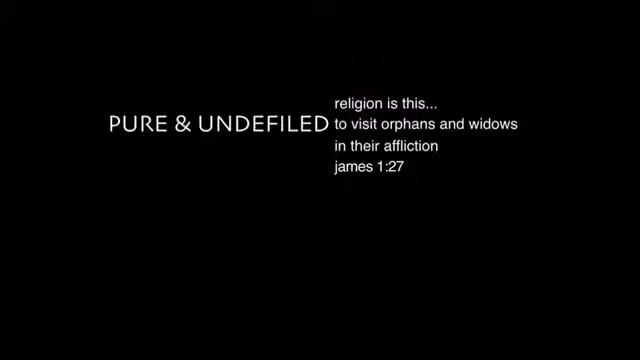 PURE & UNDEFILED
religion is this...
to visit orphans and widows
in their affliction
james 1:27